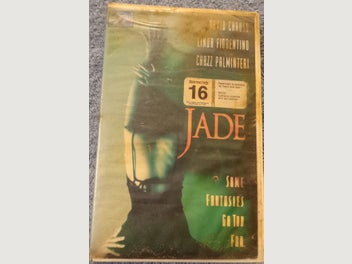 DAVID CARUSO
LINDA FIORENTINO
CHAZZ PALMINTERI
16
JADE
SOME
FANTASIES
GO TOO
FAR.